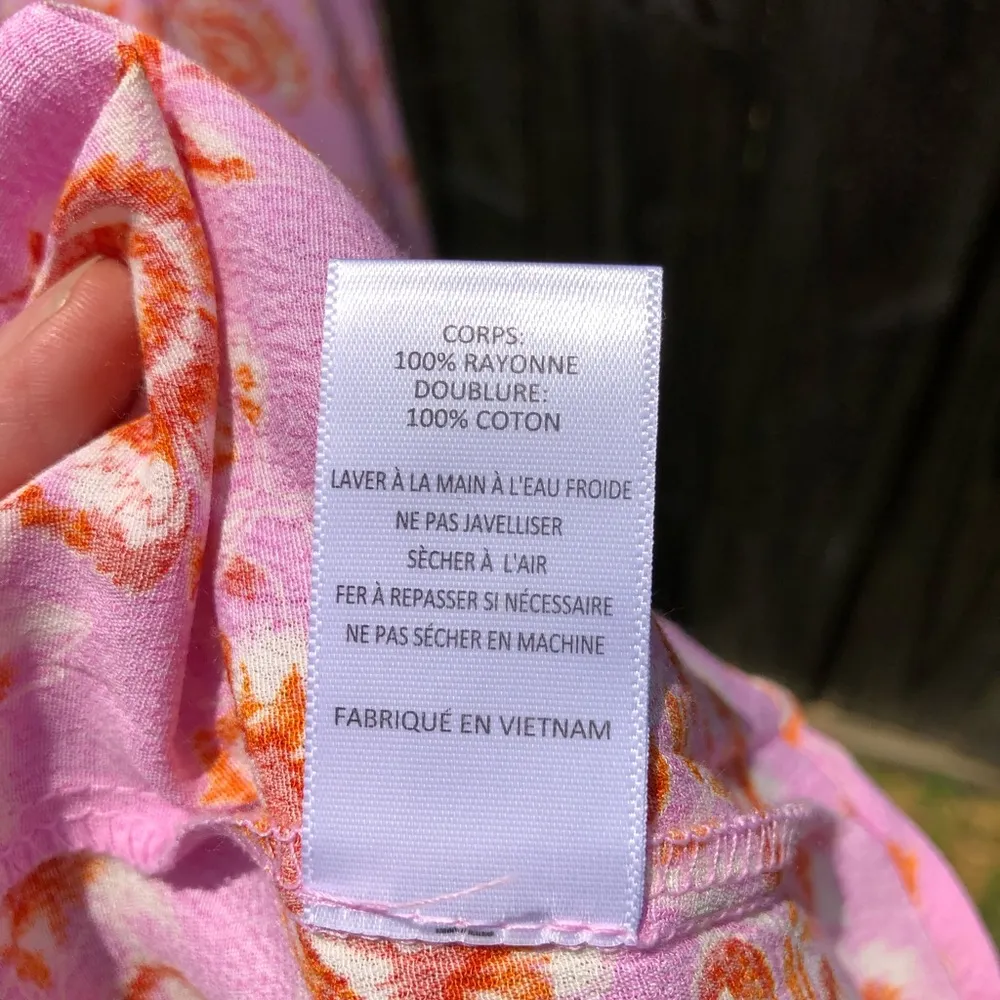 CORPS:
100% RAYONNE
DOUBLURE:
100% COTON
LAVER À LA MAIN À L'EAU FROIDE
NE PAS JAVELLISER
SÈCHER À L'AIR
FER À REPASSER SI NÉCESSAIRE
NE PAS SÉCHER EN MACHINE
FABRIQUÉ EN VIETNAM